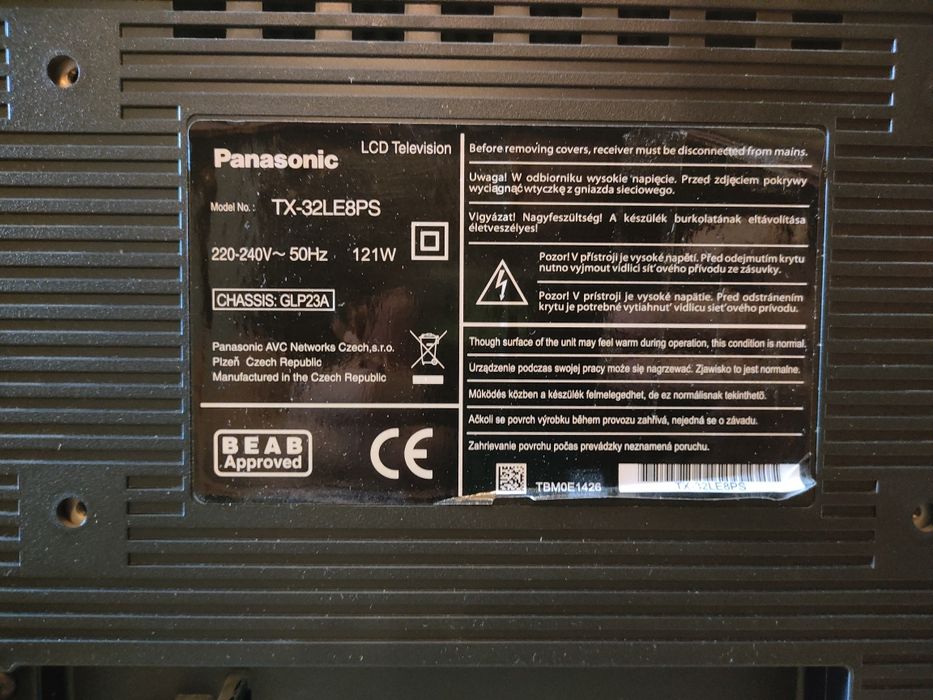 Panasonic
LCD Television
Model No.: TX-32LE8PS
220-240V~ 50Hz 121W
CHASSIS: GLP23A
Panasonic AVC Networks Czech,s.r.o.
Plzeň Czech Republic
Manufactured in the Czech Republic
BEAB
Approved
CE
Before removing covers, receiver must be disconnected from mains.
Uwaga! W odbiorniku wysokie napięcie. Przed zdjęciem pokrywy
wyciągnąć wtyczkę z gniazda sieciowego.
Vigyázat! Nagyfeszültség! A készülék burkolatának eltávolítása
életveszélyes!
Pozor! V přístroji je vysoké napětí. Před odejmutím krytu
nutno vyjmout vidlici síťového přívodu ze zásuvky.
Pozor! V prístroji je vysoké napätie. Pred odstránením
krytu je potrebné vytiahnuť vidlicu sieťového prívodu.
Though surface of the unit may feel warm during operation, this condition is normal.
Urządzenie podczas swojej pracy może się nagrzewać. Zjawisko to jest normalne.
Működés közben a készülék felmelegedhet, de ez normálisnak tekinthető.
Ačkoli se povrch výrobku během provozu zahřívá, nejedná se o závadu.
Zahrievanie povrchu počas prevádzky neznamená poruchu.
TBM0E1426
TX-32LE8PS